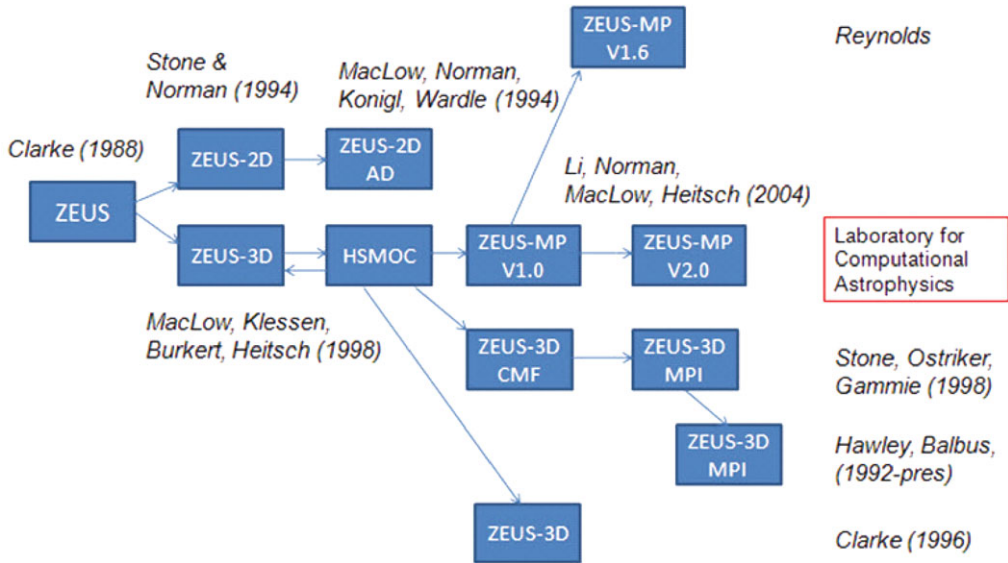 ZEUS-MP
V1.6
Reynolds
Stone &
Norman (1994)
MacLow, Norman,
Konigl, Wardle (1994)
Clarke (1988)
ZEUS-2D
ZEUS-2D
AD
Li, Norman,
MacLow, Heitsch (2004)
ZEUS
ZEUS-3D
HSMOC
ZEUS-MP
V1.0
ZEUS-MP
V2.0
Laboratory for
Computational
Astrophysics
MacLow, Klessen,
Burkert, Heitsch (1998)
ZEUS-3D
CMF
ZEUS-3D
MPI
Stone, Ostriker,
Gammie (1998)
ZEUS-3D
MPI
Hawley, Balbus,
(1992-pres)
ZEUS-3D
Clarke (1996)